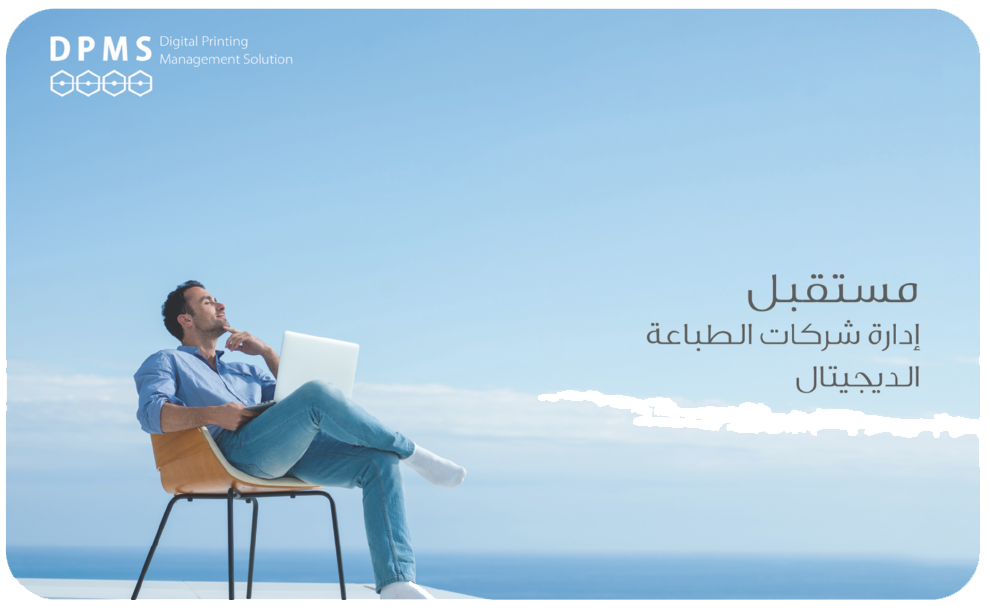 DPMS
Digital Printing
Management Solution
مستقبل
إدارة شركات الطباعة
الديجيتال